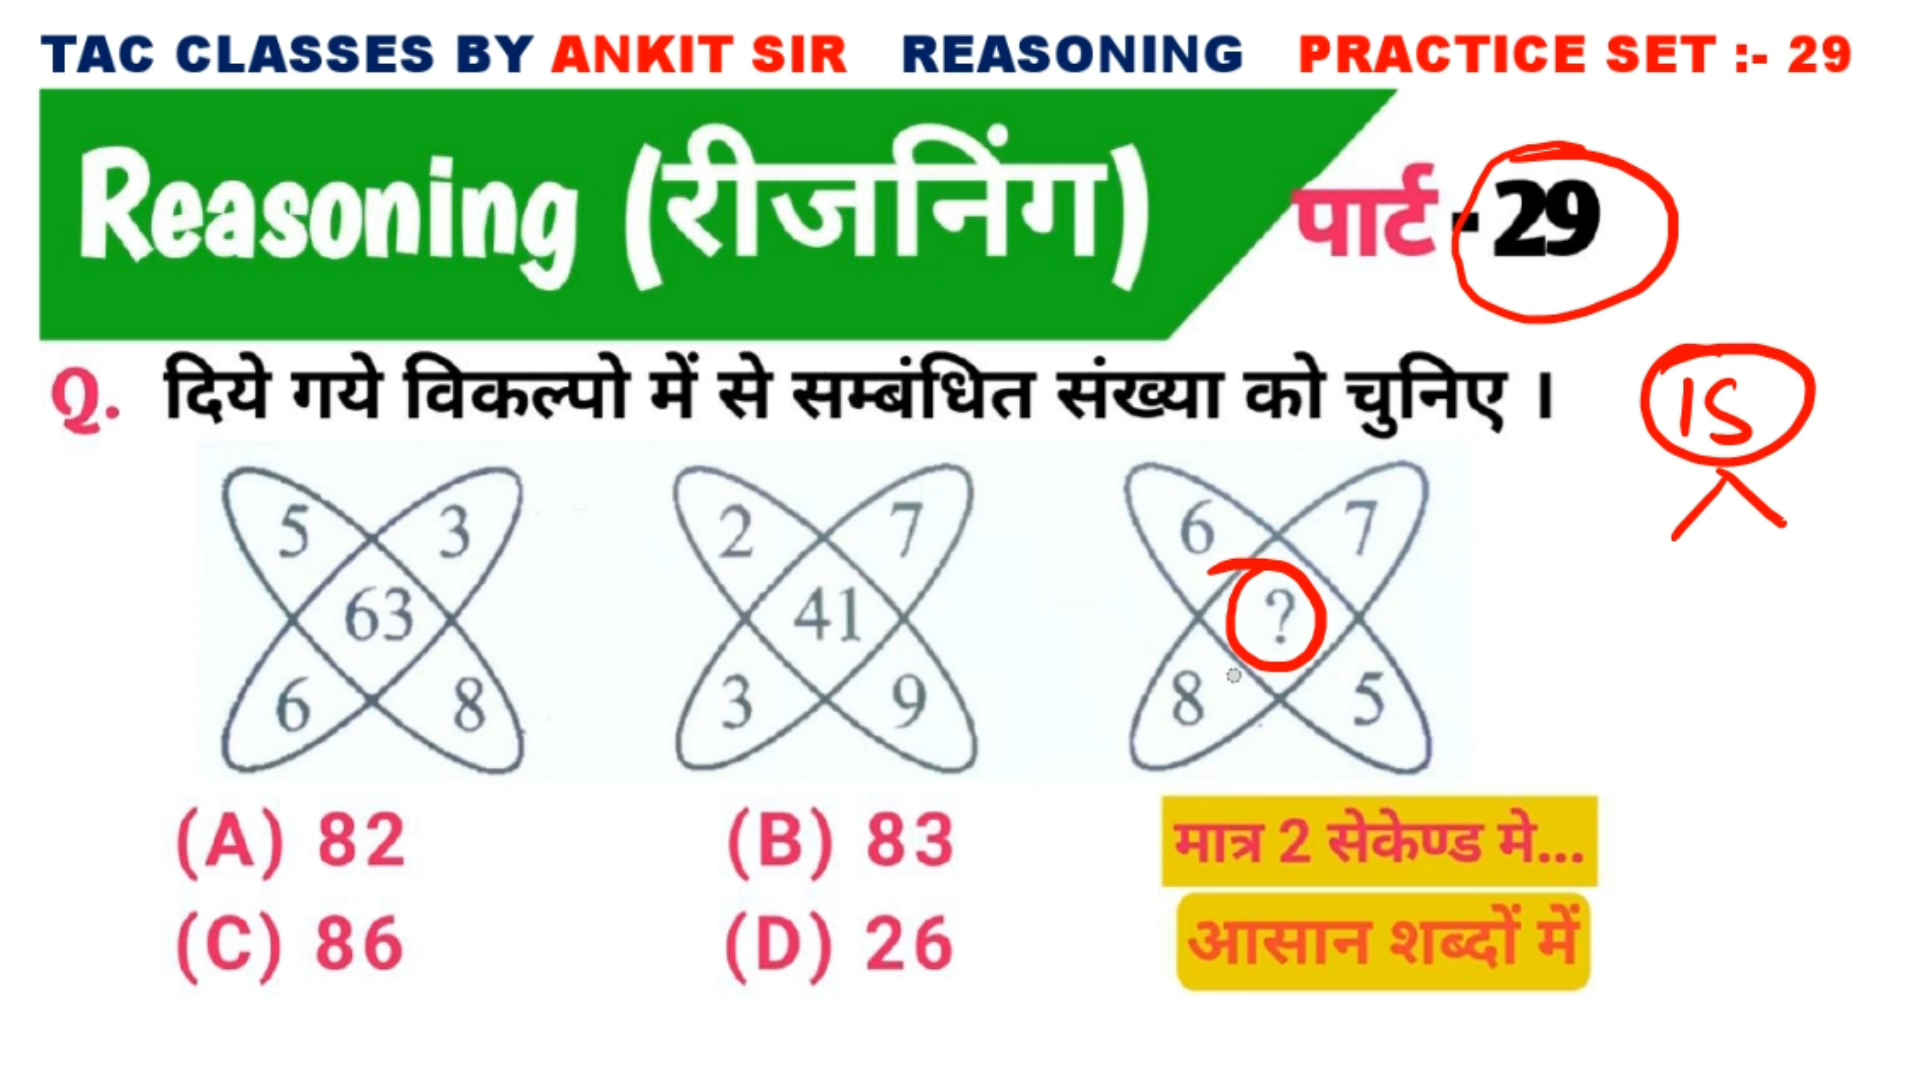 TAC CLASSES BY ANKIT SIR REASONING PRACTICE SET :- 29
Reasoning (रीजनिंग) पार्ट - 29
Q. दिये गये विकल्पो में से सम्बंधित संख्या को चुनिए ।
15
5 3 2 7 6 7
63 41 ?
6 8 3 9 8 5
(A) 82 (B) 83 मात्र 2 सेकेण्ड मे...
(C) 86 (D) 26 आसान शब्दों में